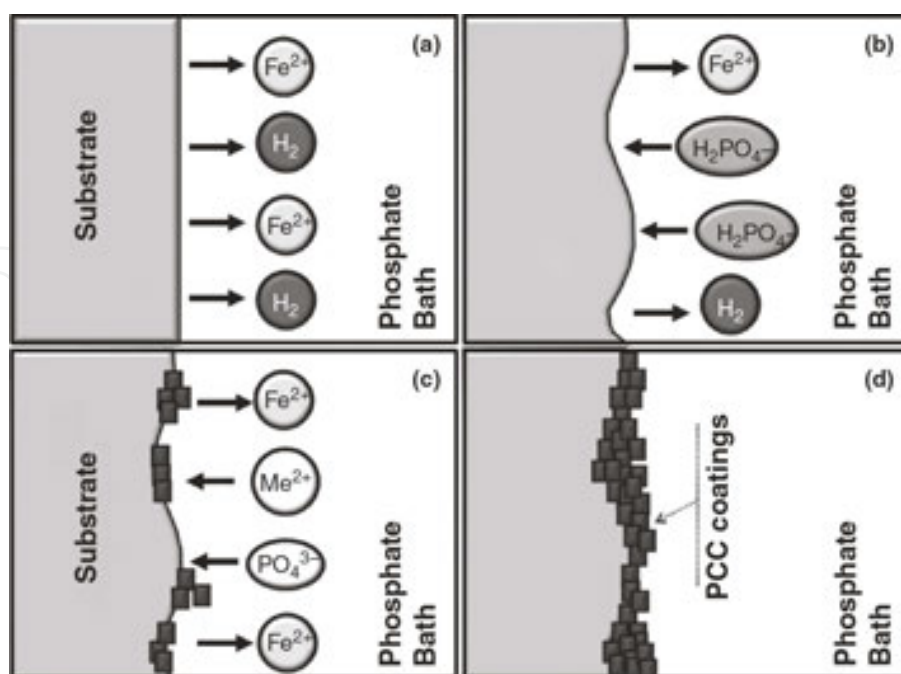 (a)
Substrate
Fe²⁺
H₂
Fe²⁺
H₂
Phosphate
Bath
(b)
Fe²⁺
H₂PO₄⁻
H₂PO₄⁻
H₂
Phosphate
Bath
(c)
Substrate
Fe²⁺
Me²⁺
PO₄³⁻
Fe²⁺
Phosphate
Bath
(d)
PCC coatings
Phosphate
Bath